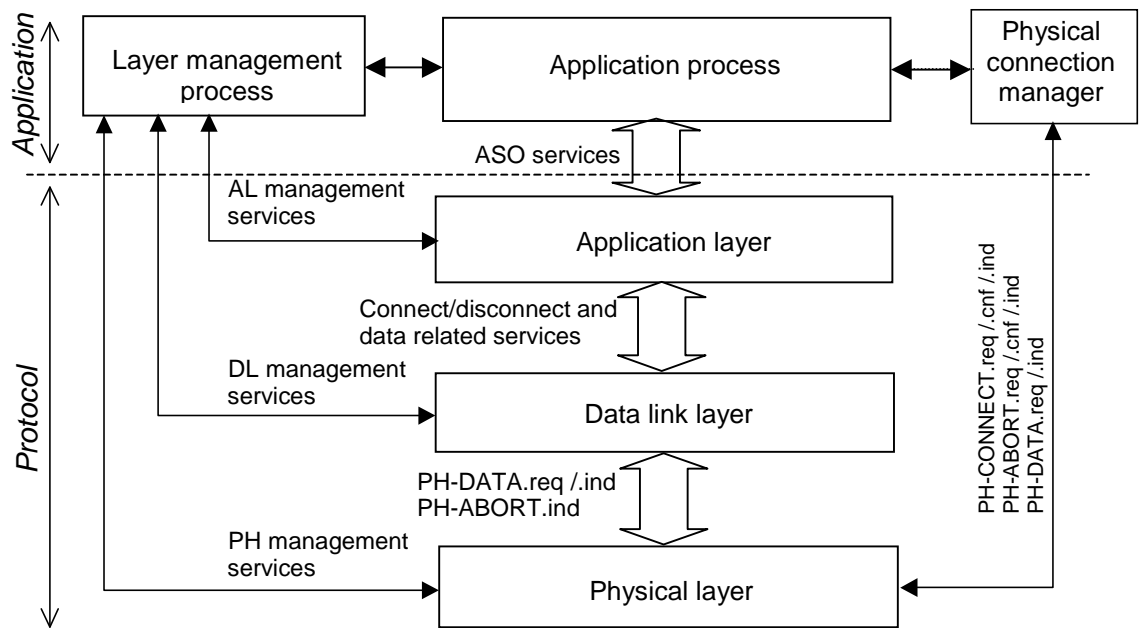 Application
Layer management
process
Application process
Physical
connection
manager
ASO services
Protocol
AL management
services
Application layer
Connect/disconnect and
data related services
PH-CONNECT.req /.cnf /.ind
PH-ABORT.req /.cnf /.ind
PH-DATA.req /.ind
DL management
services
Data link layer
PH-DATA.req /.ind
PH-ABORT.ind
PH management
services
Physical layer